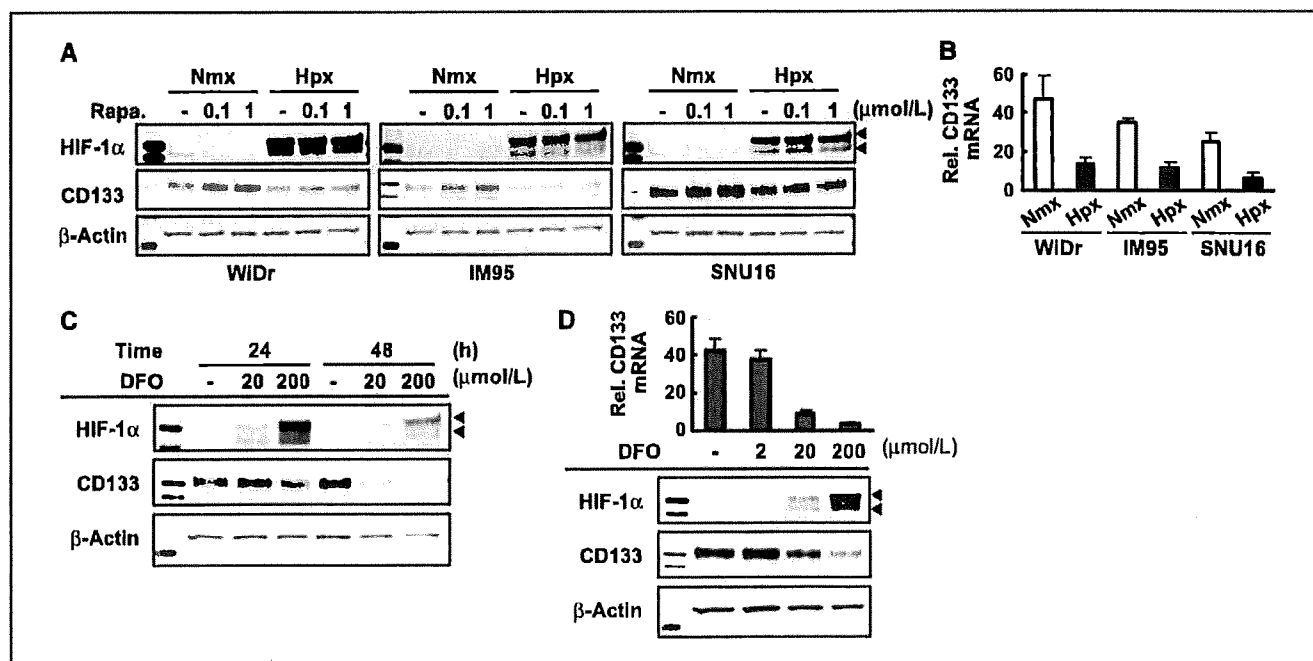 A
Nmx Hpx Nmx Hpx Nmx Hpx
Rapa. - 0.1 1 - 0.1 1 - 0.1 1 - 0.1 1 - 0.1 1 - 0.1 1 (μmol/L)
HIF-1α
CD133
β-Actin
WiDr IM95 SNU16
B
Rel. CD133
mRNA
60
40
20
0
Nmx Hpx Nmx Hpx Nmx Hpx
WiDr IM95 SNU16
C
Time 24 48 (h)
DFO - 20 200 - 20 200 (μmol/L)
HIF-1α
CD133
β-Actin
D
Rel. CD133
mRNA
60
40
20
0
DFO - 2 20 200 (μmol/L)
HIF-1α
CD133
β-Actin